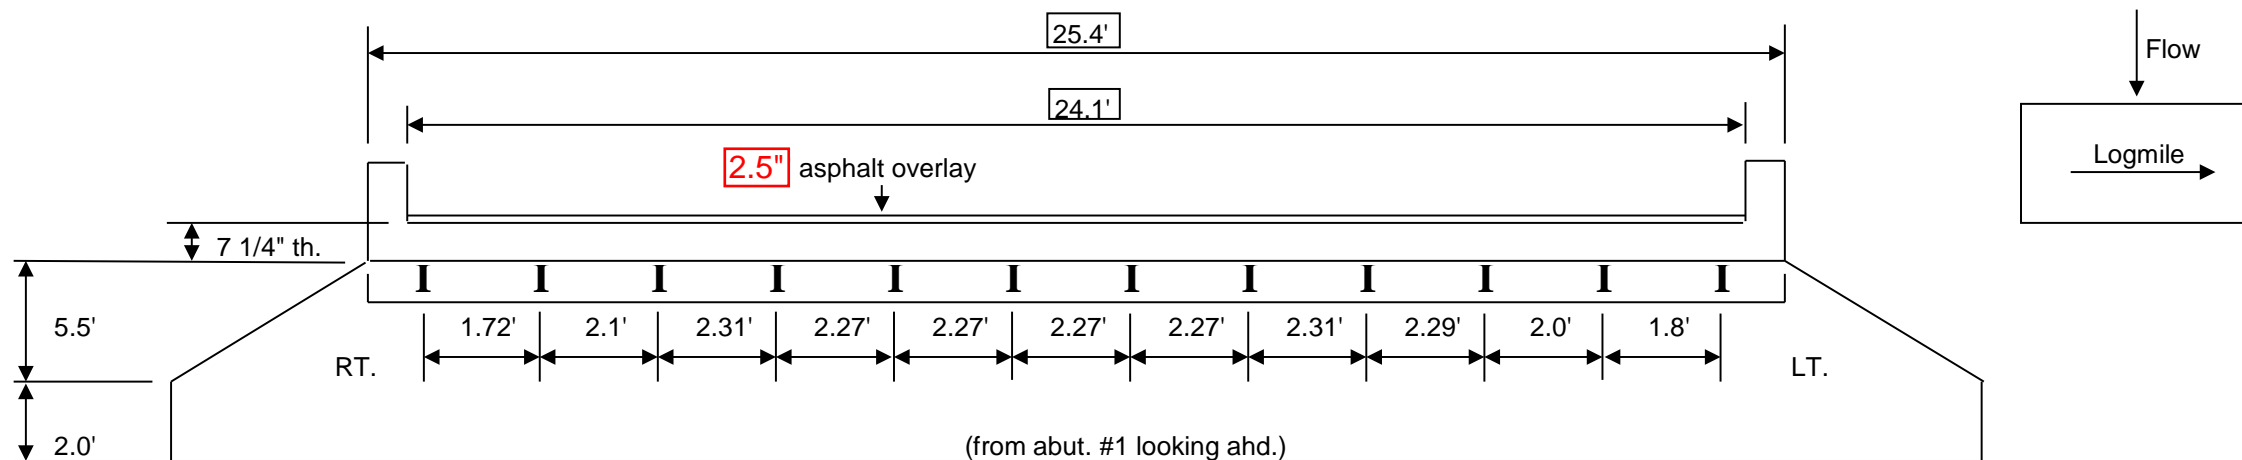 25.4'
Flow
24.1'
2.5" asphalt overlay
Logmile
7 1/4" th.
I I I I I I I I I I I I
5.5' 1.72' 2.1' 2.31' 2.27' 2.27' 2.27' 2.27' 2.31' 2.29' 2.0' 1.8'
RT. LT.
2.0' (from abut. #1 looking ahd.)